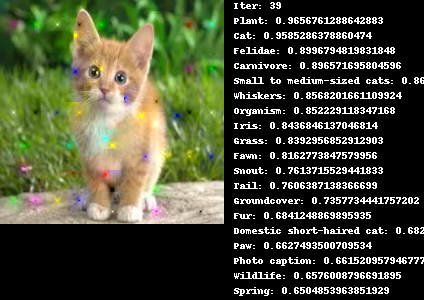 Iter: 39
Plant: 0.9656761288642883
Cat: 0.9585286378860474
Felidae: 0.8996794819831848
Carnivore: 0.896571695804596
Small to medium-sized cats: 0.86
Whiskers: 0.8568201661109924
Organism: 0.852229118347168
Iris: 0.8436846137046814
Grass: 0.8392956852912903
Fawn: 0.8162773847579956
Snout: 0.7613715529441833
Tail: 0.7606387138366699
Groundcover: 0.7357734441757202
Fur: 0.6841248869895935
Domestic short-haired cat: 0.682
Paw: 0.6627493500709534
Photo caption: 0.661520957946777
Wildlife: 0.6576008796691895
Spring: 0.6504853963851929